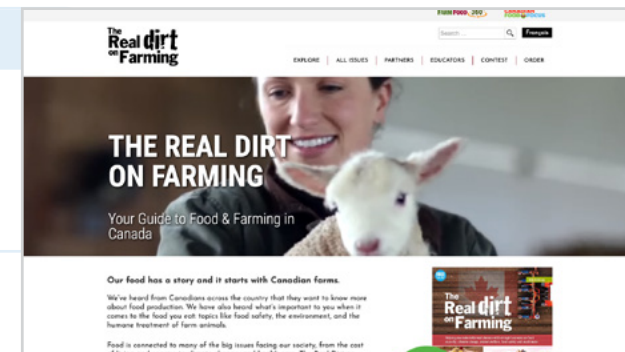 The
Real dirt
on Farming
Search...
Français
EXPLORE
ALL ISSUES
PARTNERS
EDUCATORS
CONTEST
ORDER
THE REAL DIRT
ON FARMING
Your Guide to Food & Farming in
Canada
Our food has a story and it starts with Canadian farms.
We've heard from Canadians across the country that they want to know more
about food production. We have also heard what's important to you when it
comes to the food you eat: topics like food safety, the environment, and the
humane treatment of farm animals.
Food is connected to many of the big issues facing our society, from the cost
The
Real dirt
on Farming